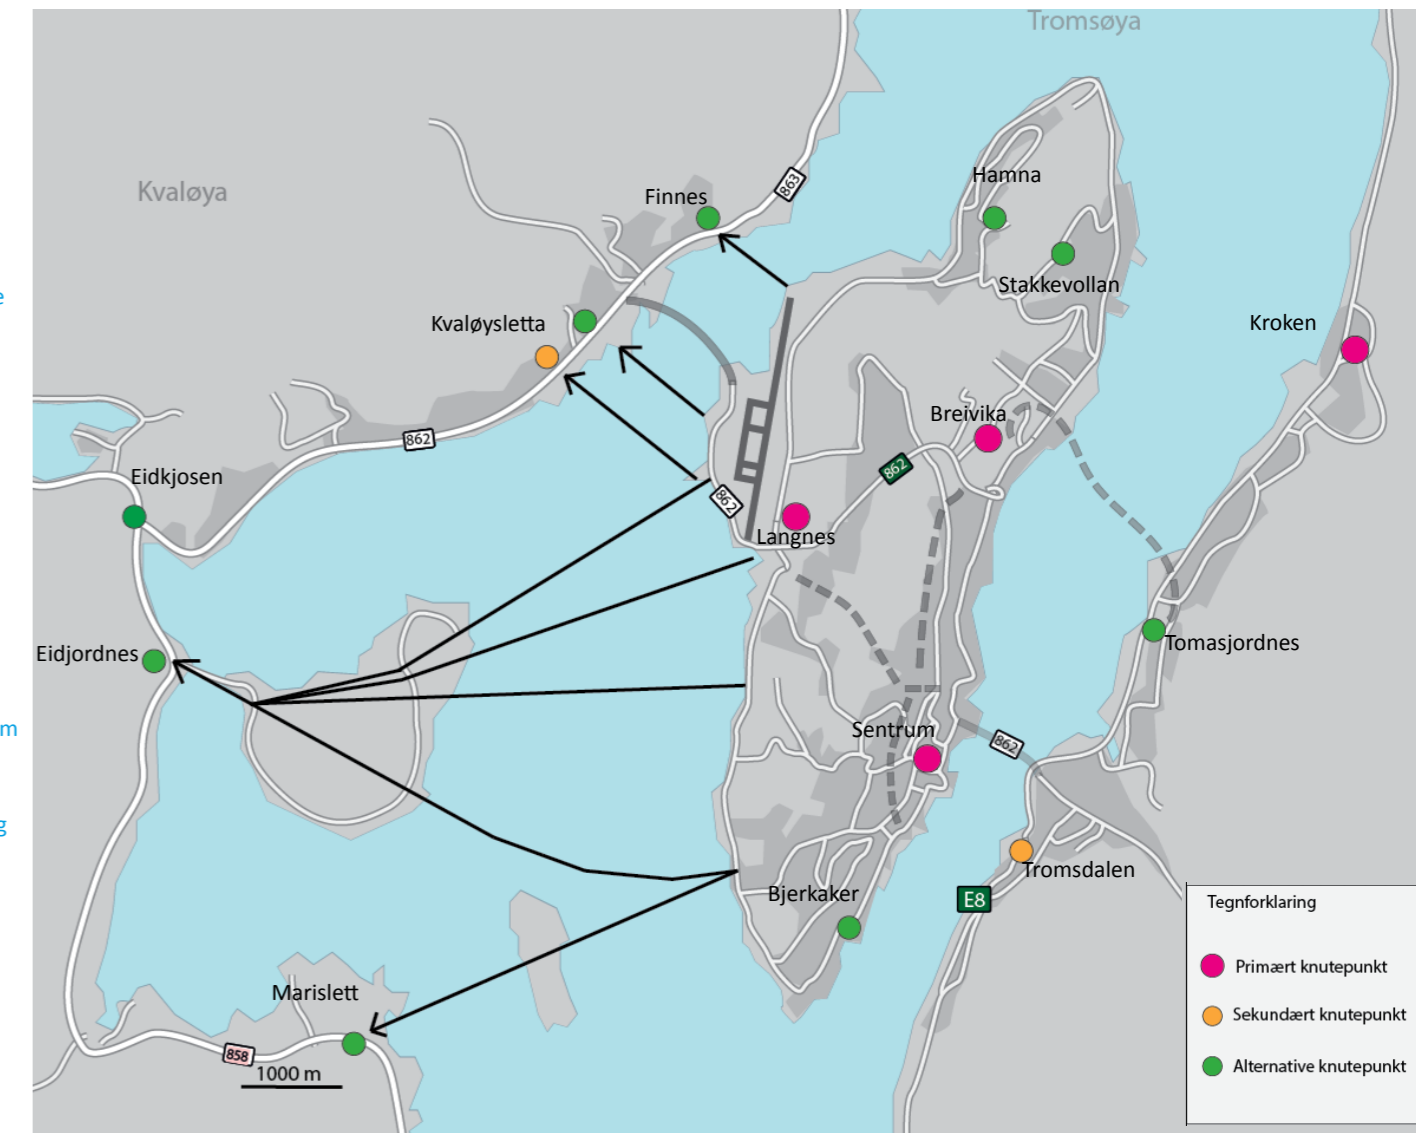 Tromsøya
Kvaløya
Finnes
863
Hamna
Stakkevollan
e
Kvaløysletta
Kroken
Breivika
862
862
Eidkjosen
862
Langnes
Eidjordnes
Tomasjordnes
m
Sentrum
862
g
Tromsdalen
Bjerkaker
E8
Tegnforklaring
Primært knutepunkt
Marislett
Sekundært knutepunkt
858
1000 m
Alternative knutepunkt